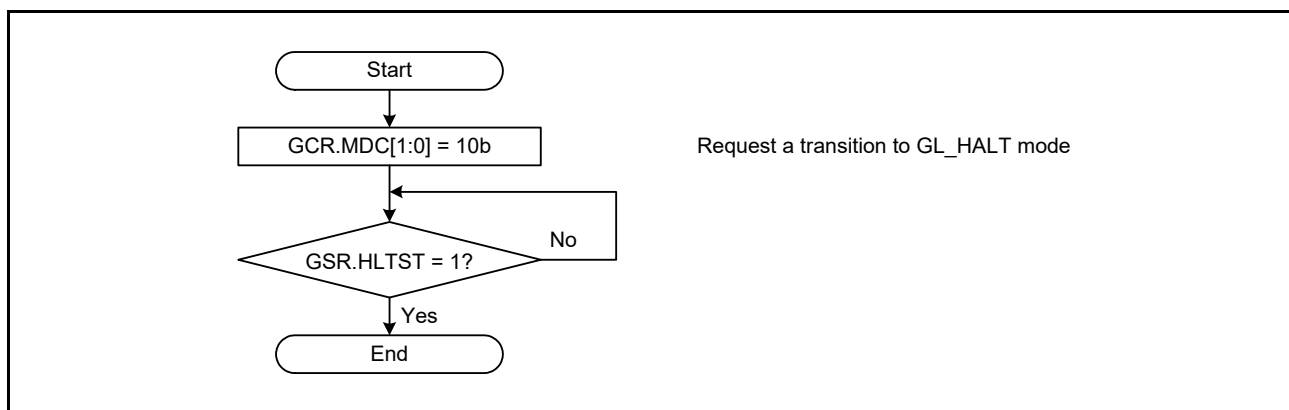 Start
GCR.MDC[1:0] = 10b
Request a transition to GL_HALT mode
No
GSR.HLTST = 1?
Yes
End